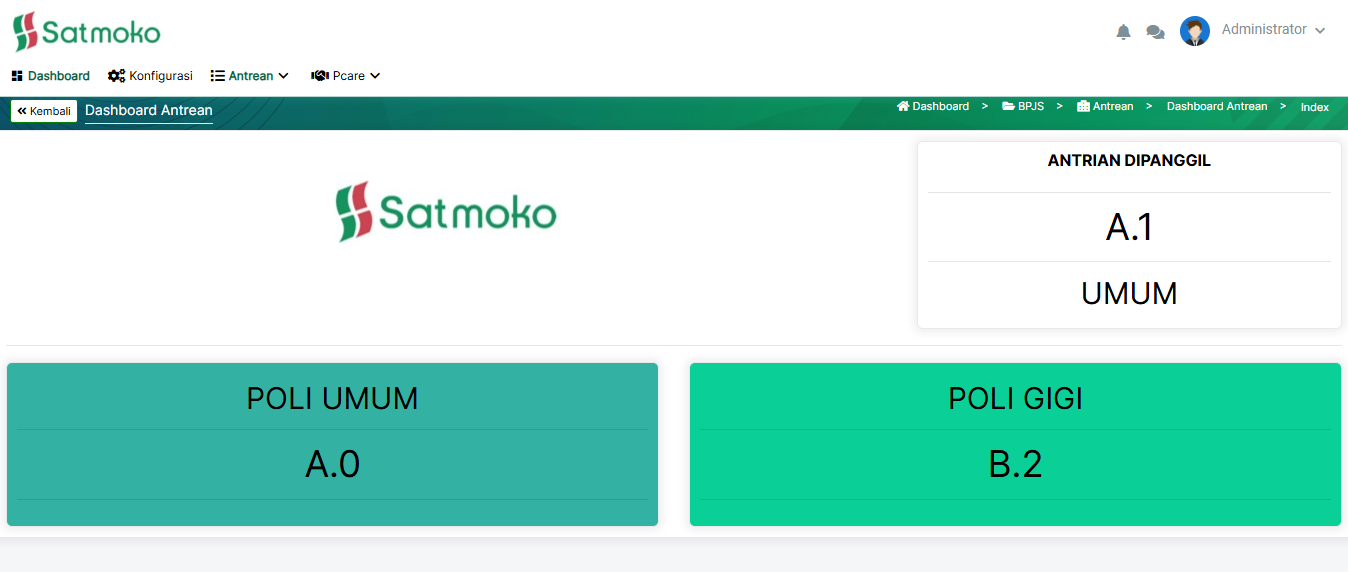 Satmoko
Administrator
Dashboard Konfigurasi Antrean Pcare
Kembali Dashboard Antrean
Dashboard > BPJS > Antrean > Dashboard Antrean > Index
Satmoko
ANTRIAN DIPANGGIL
A.1
UMUM
POLI UMUM
A.0
POLI GIGI
B.2